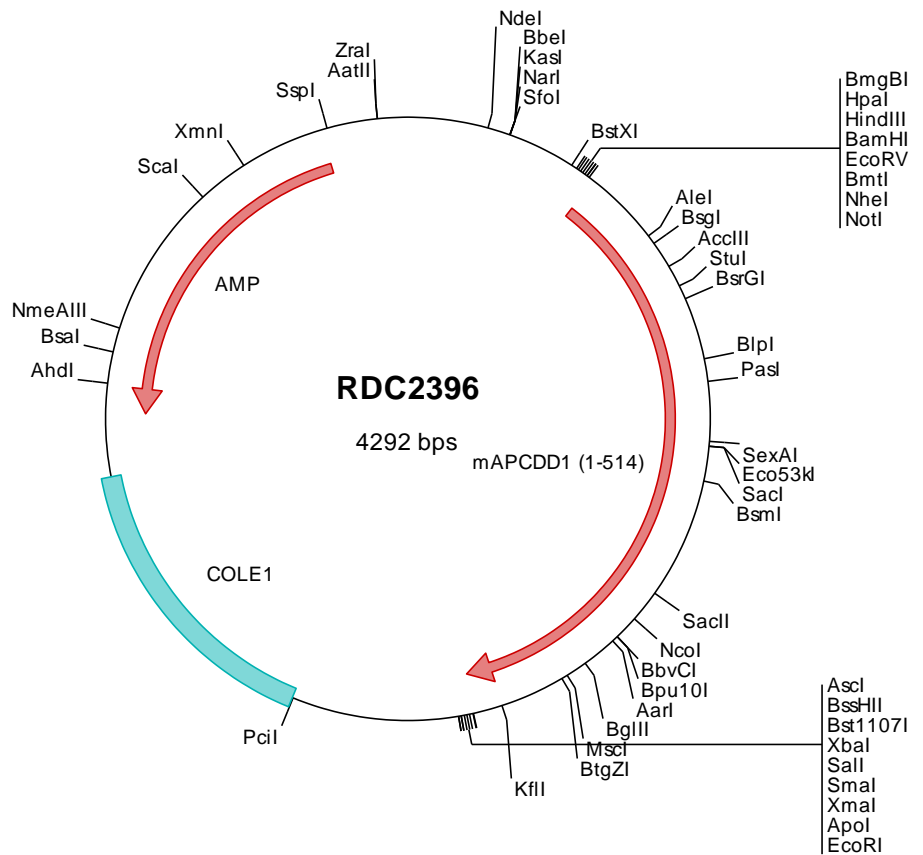 NdeI
BbeI
KasI
NarI
SfoI
ZraI
AatII
SspI
XmnI
ScaI
BstXI
BmgBI
HpaI
HindIII
BamHI
EcoRV
BmtI
NheI
NotI
AleI
BsgI
AccIII
StuI
BsrGI
AMP
NmeAIII
BsaI
AhdI
BlpI
PasI
RDC2396
4292 bps
mAPCDD1 (1-514)
SexAI
Eco53kI
SacI
BsmI
COLE1
SacII
NcoI
BbvCI
Bpu10I
AarI
BglII
MscI
BtgZI
KflI
PciI
AscI
BssHII
Bst1107I
XbaI
SalI
SmaI
XmaI
ApoI
EcoRI